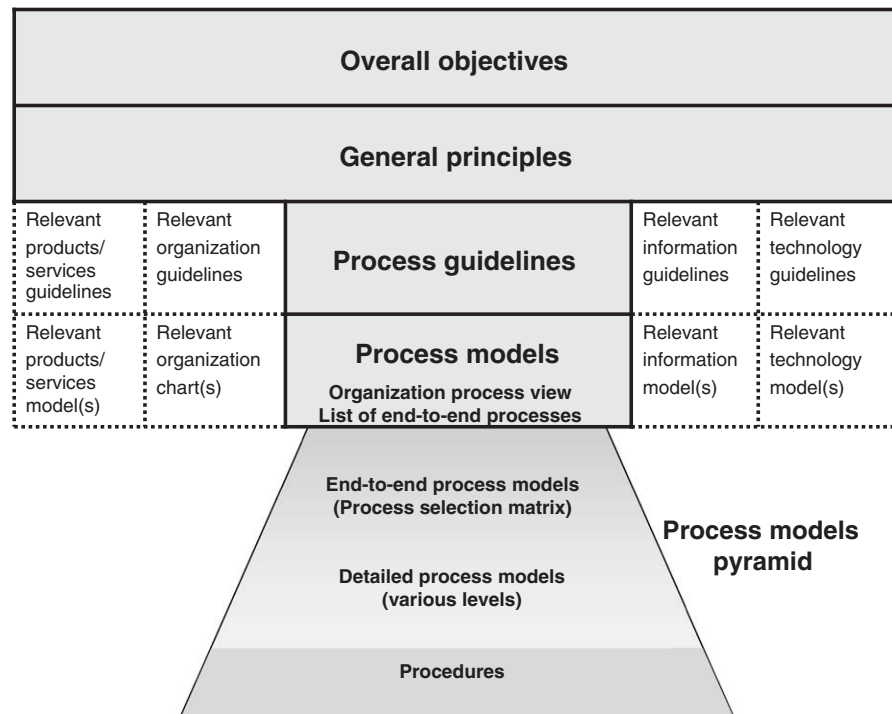 Overall objectives
General principles
Relevant
products/
services
guidelines
Relevant
organization
guidelines
Process guidelines
Relevant
information
guidelines
Relevant
technology
guidelines
Relevant
products/
services
model(s)
Relevant
organization
chart(s)
Process models
Organization process view
List of end-to-end processes
Relevant
information
model(s)
Relevant
technology
model(s)
End-to-end process models
(Process selection matrix)
Process models
pyramid
Detailed process models
(various levels)
Procedures